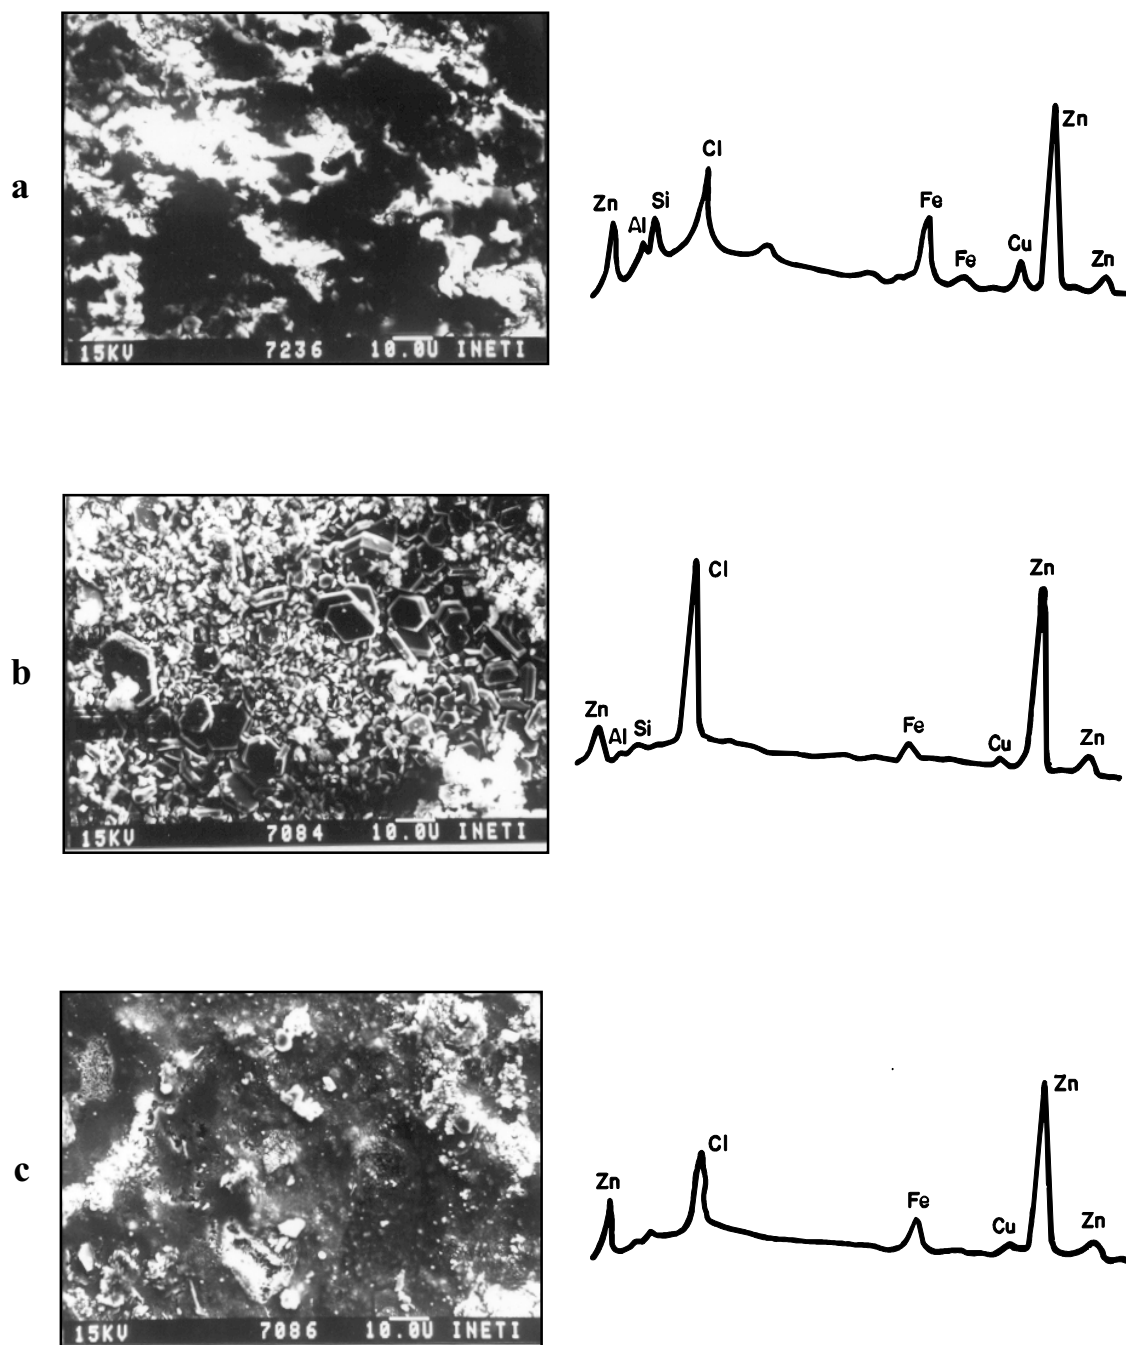 a
15KV 7236 10.0U INETI
Zn Al Si Cl Fe Fe Cu Zn Zn
b
15KV 7084 10.0U INETI
Zn Al Si Cl Fe Cu Zn Zn
c
15KV 7086 10.0U INETI
Zn Cl Fe Cu Zn Zn